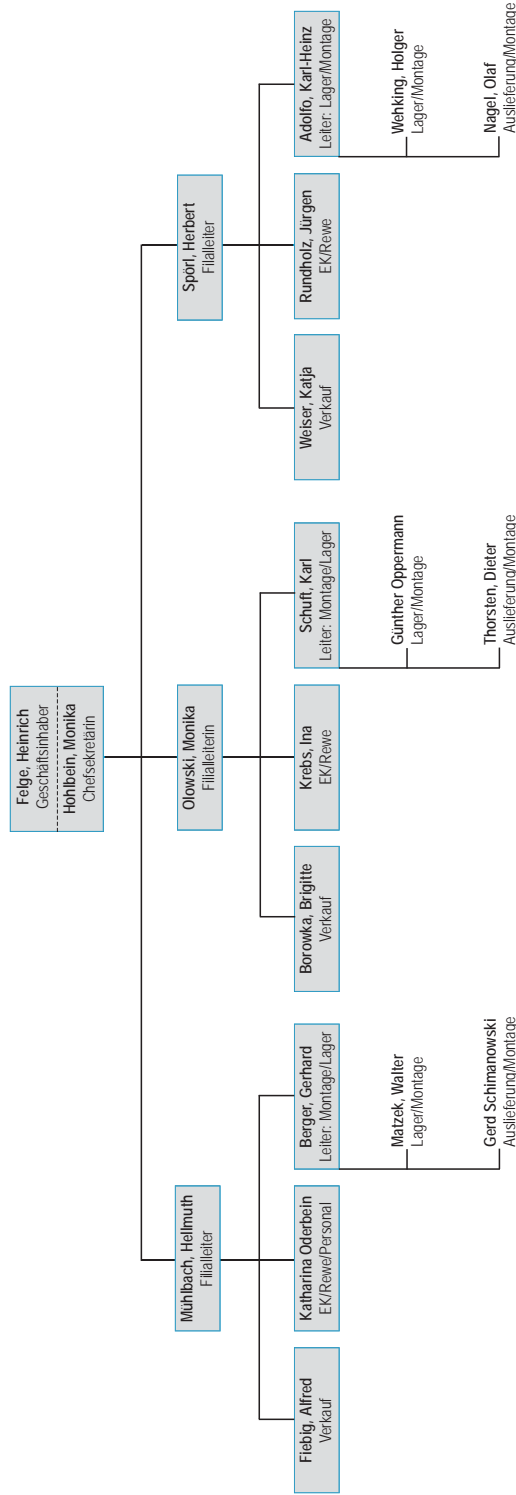 Felge, Heinrich
Geschäftsinhaber
Hohlbein, Monika
Chefsekretärin
Mühlbach, Hellmuth
Filialleiter
Olowski, Monika
Filialleiterin
Spörl, Herbert
Filialleiter
Fiebig, Alfred
Verkauf
Katharina Oderbein
EK/Rewe/Personal
Berger, Gerhard
Leiter: Montage/Lager
Borowka, Brigitte
Verkauf
Krebs, Ina
EK/Rewe
Schuft, Karl
Leiter: Montage/Lager
Weiser, Katja
Verkauf
Rundholz, Jürgen
EK/Rewe
Adolfo, Karl-Heinz
Leiter: Lager/Montage
Matzek, Walter
Lager/Montage
Günther Oppermann
Lager/Montage
Wehking, Holger
Lager/Montage
Gerd Schimanowski
Auslieferung/Montage
Thorsten, Dieter
Auslieferung/Montage
Nagel, Olaf
Auslieferung/Montage